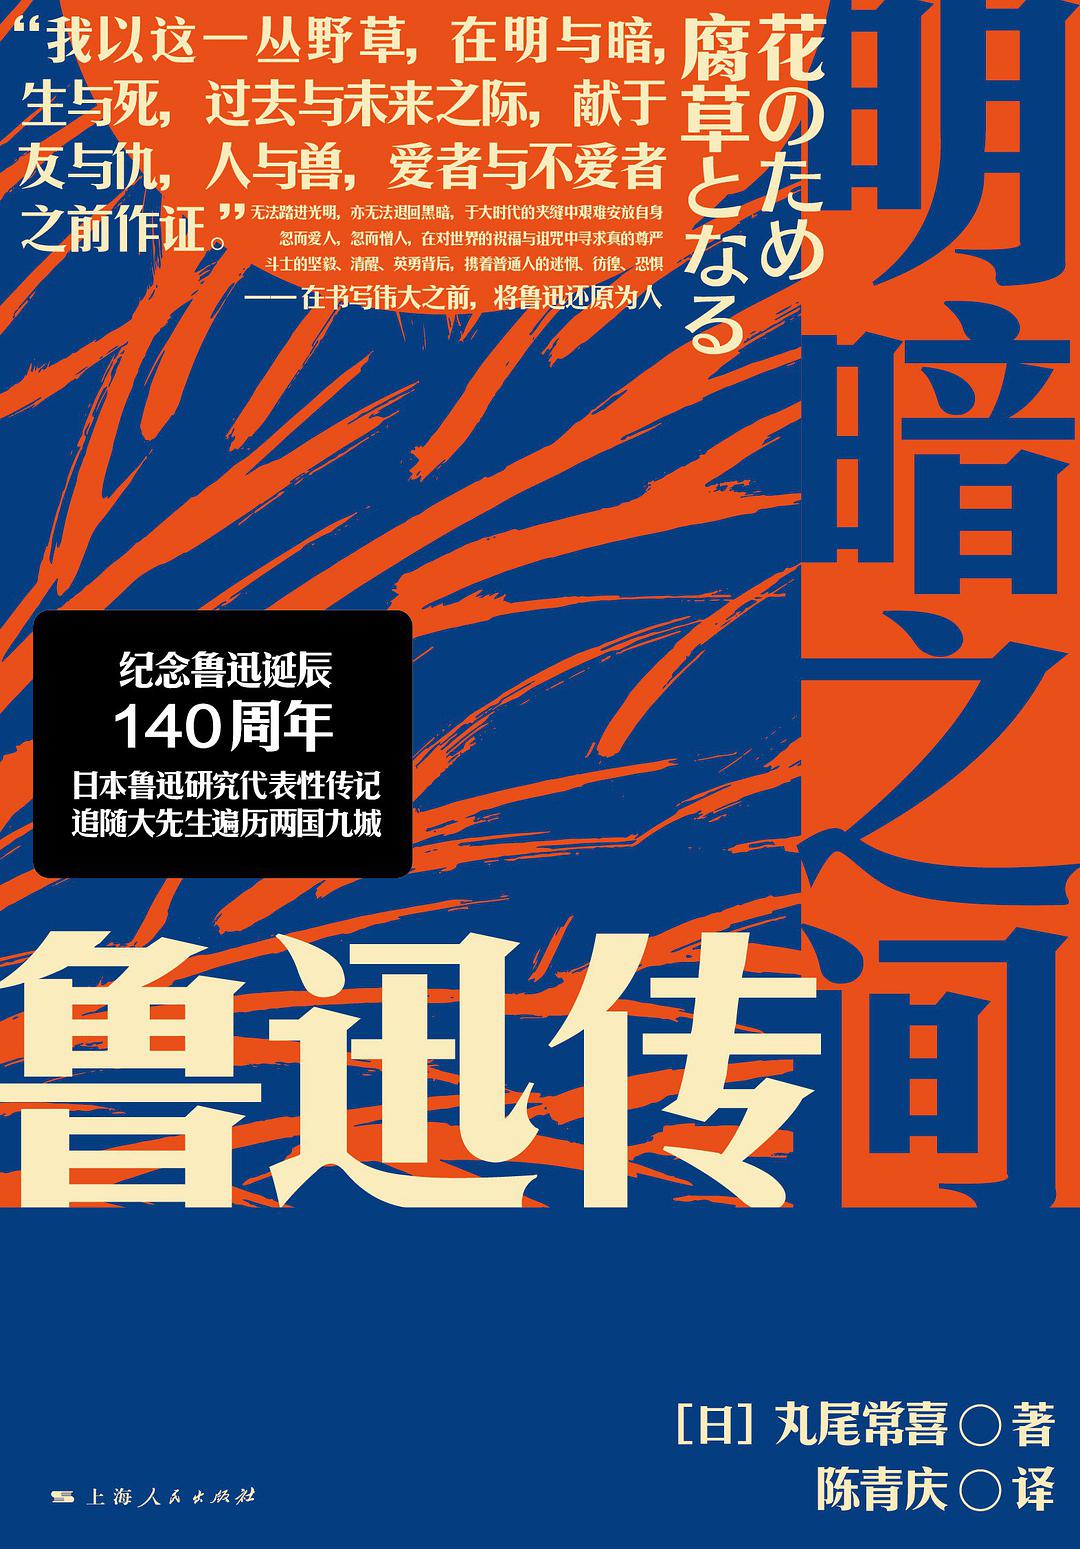 “我以这一丛野草，在明与暗，
生与死，过去与未来之际，献于
友与仇，人与兽，爱者与不爱者
之前作证。”
无法踏进光明，亦无法退回黑暗，于大时代的夹缝中艰难安放自身
忽而爱人，忽而憎人，在对世界的祝福与诅咒中寻求真的尊严
斗士的坚毅、清醒、英勇背后，携着普通人的迷惘、彷徨、恐惧
——在书写伟大之前，将鲁迅还原为人
花のため
腐草となる
明暗之间
纪念鲁迅诞辰
140周年
日本鲁迅研究代表性传记
追随大先生遍历两国九城
鲁迅传
［日］丸尾常喜○著
陈青庆○译
上海人民出版社